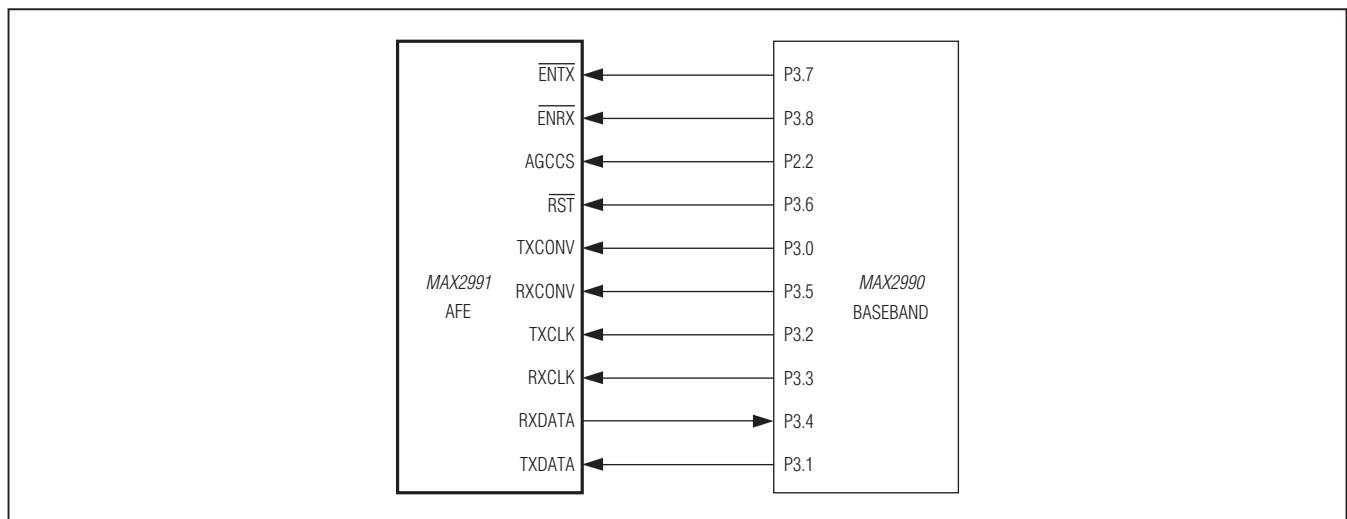 ENTX P3.7
ENRX P3.8
AGCCS P2.2
RST P3.6
TXCONV P3.0
MAX2991 RXCONV P3.5 MAX2990
AFE BASEBAND
TXCLK P3.2
RXCLK P3.3
RXDATA P3.4
TXDATA P3.1